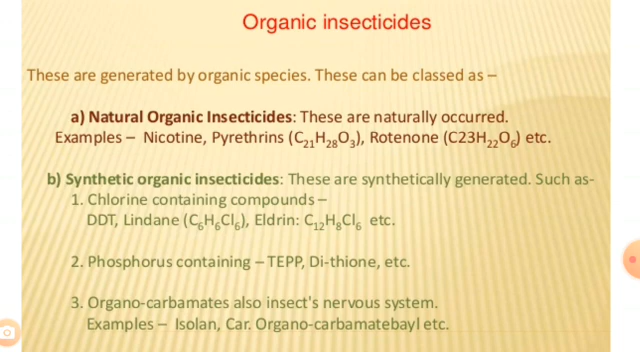 Organic insecticides
These are generated by organic species. These can be classed as –
a) Natural Organic Insecticides: These are naturally occurred.
Examples – Nicotine, Pyrethrins (C₂₁H₂₈O₃), Rotenone (C23H₂₂O₆) etc.
b) Synthetic organic insecticides: These are synthetically generated. Such as-
1. Chlorine containing compounds –
DDT, Lindane (C₆H₆Cl₆), Eldrin: C₁₂H₈Cl₆ etc.
2. Phosphorus containing – TEPP, Di-thione, etc.
3. Organo-carbamates also insect's nervous system.
Examples – Isolan, Car. Organo-carbamatebayl etc.